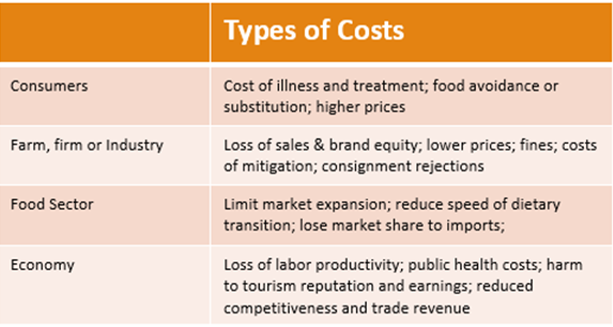 Types of Costs
Consumers
Cost of illness and treatment; food avoidance or
substitution; higher prices
Farm, firm or Industry
Loss of sales & brand equity; lower prices; fines; costs
of mitigation; consignment rejections
Food Sector
Limit market expansion; reduce speed of dietary
transition; lose market share to imports;
Economy
Loss of labor productivity; public health costs; harm
to tourism reputation and earnings; reduced
competitiveness and trade revenue